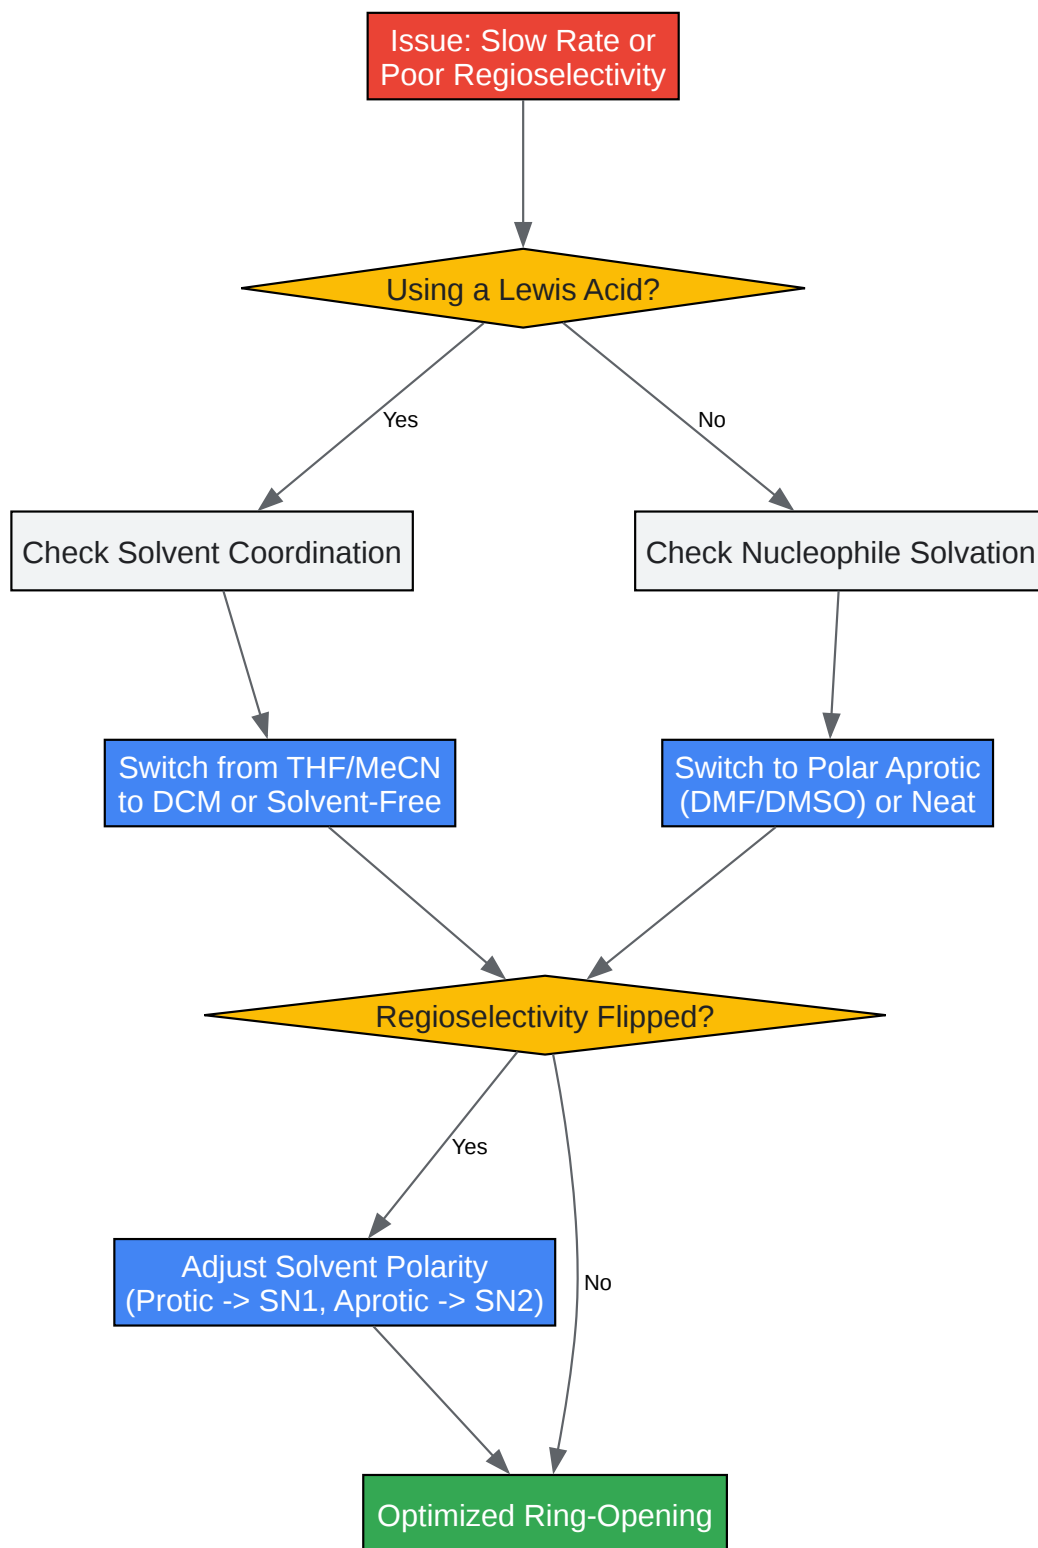 Issue: Slow Rate or
Poor Regioselectivity
Using a Lewis Acid?
Yes
No
Check Solvent Coordination
Check Nucleophile Solvation
Switch from THF/MeCN
to DCM or Solvent-Free
Switch to Polar Aprotic
(DMF/DMSO) or Neat
Regioselectivity Flipped?
Yes
Adjust Solvent Polarity
(Protic -> SN1, Aprotic -> SN2)
No
Optimized Ring-Opening